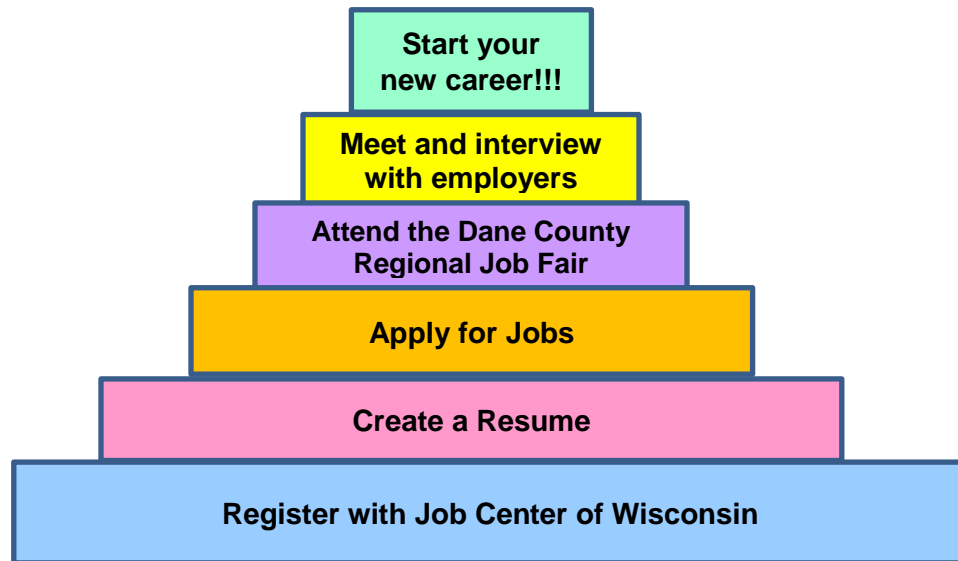 Start your
new career!!!
Meet and interview
with employers
Attend the Dane County
Regional Job Fair
Apply for Jobs
Create a Resume
Register with Job Center of Wisconsin